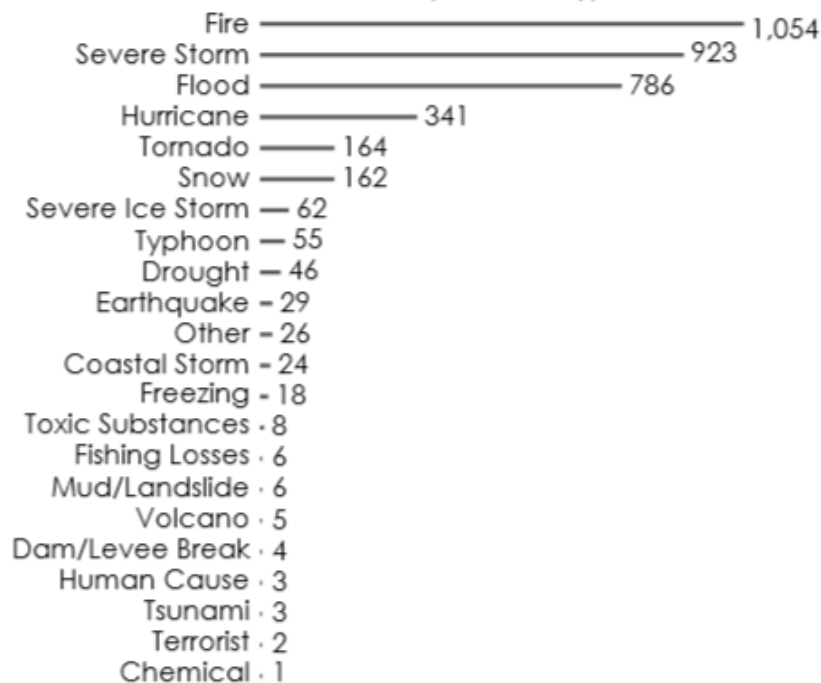 Fire 1,054
Severe Storm 923
Flood 786
Hurricane 341
Tornado 164
Snow 162
Severe Ice Storm 62
Typhoon 55
Drought 46
Earthquake 29
Other 26
Coastal Storm 24
Freezing 18
Toxic Substances 8
Fishing Losses 6
Mud/Landslide 6
Volcano 5
Dam/Levee Break 4
Human Cause 3
Tsunami 3
Terrorist 2
Chemical 1